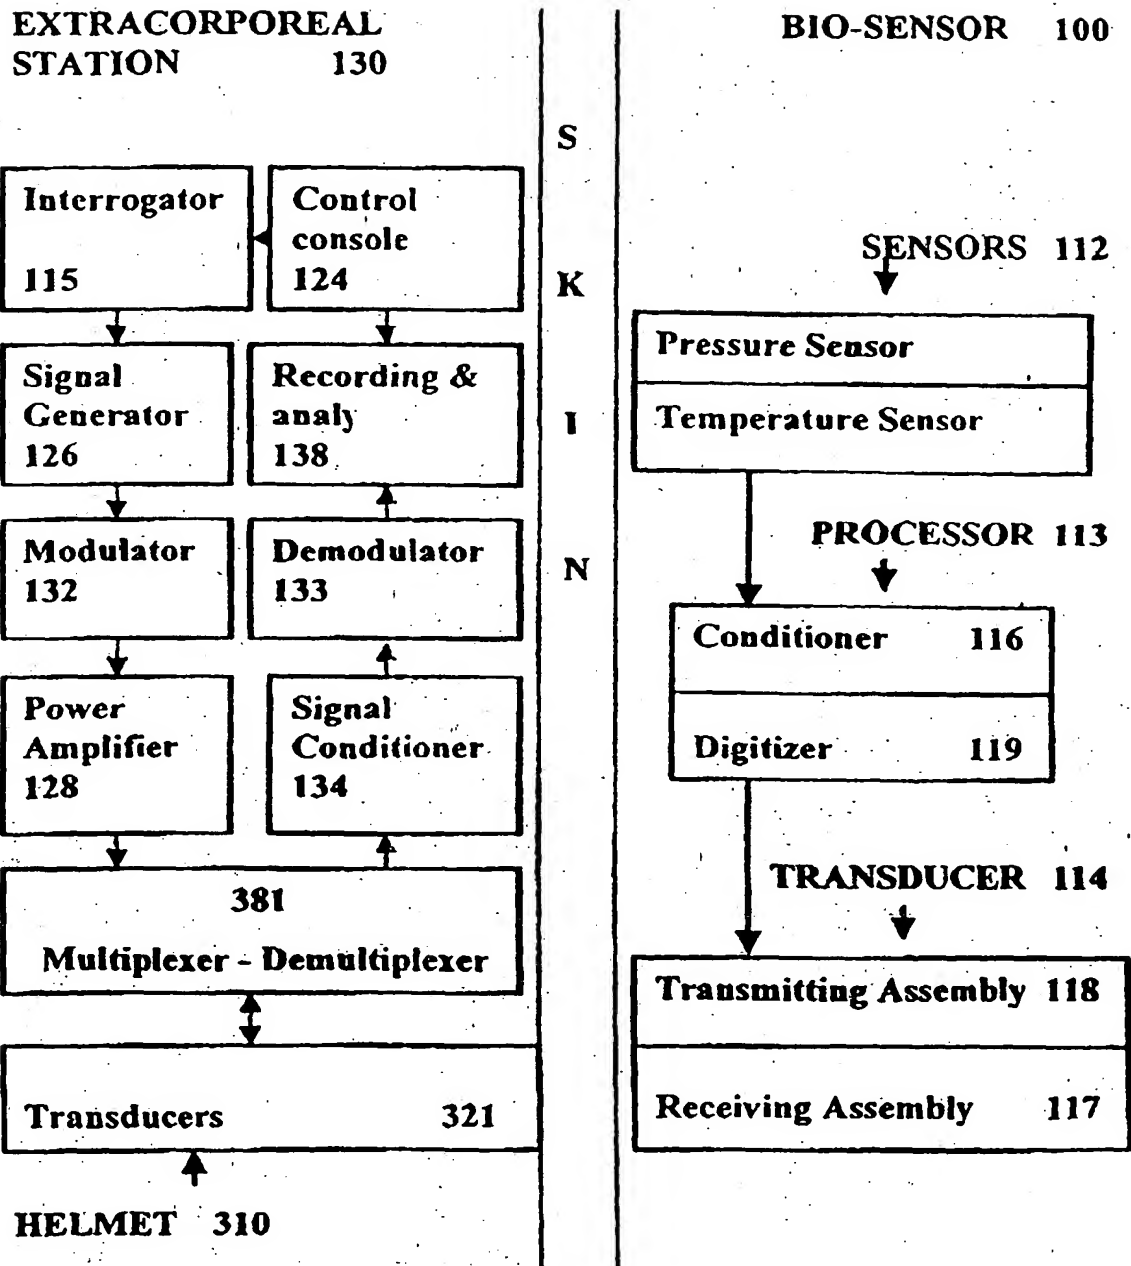 EXTRACORPOREAL
STATION 130
Interrogator
115
Control
console
124
Signal
Generator
126
Recording &
analy
138
Modulator
132
Demodulator
133
Power
Amplifier
128
Signal
Conditioner
134
381
Multiplexer - Demultiplexer
Transducers 321
HELMET 310
S
K
I
N
BIO-SENSOR 100
SENSORS 112
Pressure Sensor
Temperature Sensor
PROCESSOR 113
Conditioner 116
Digitizer 119
TRANSDUCER 114
Transmitting Assembly 118
Receiving Assembly 117